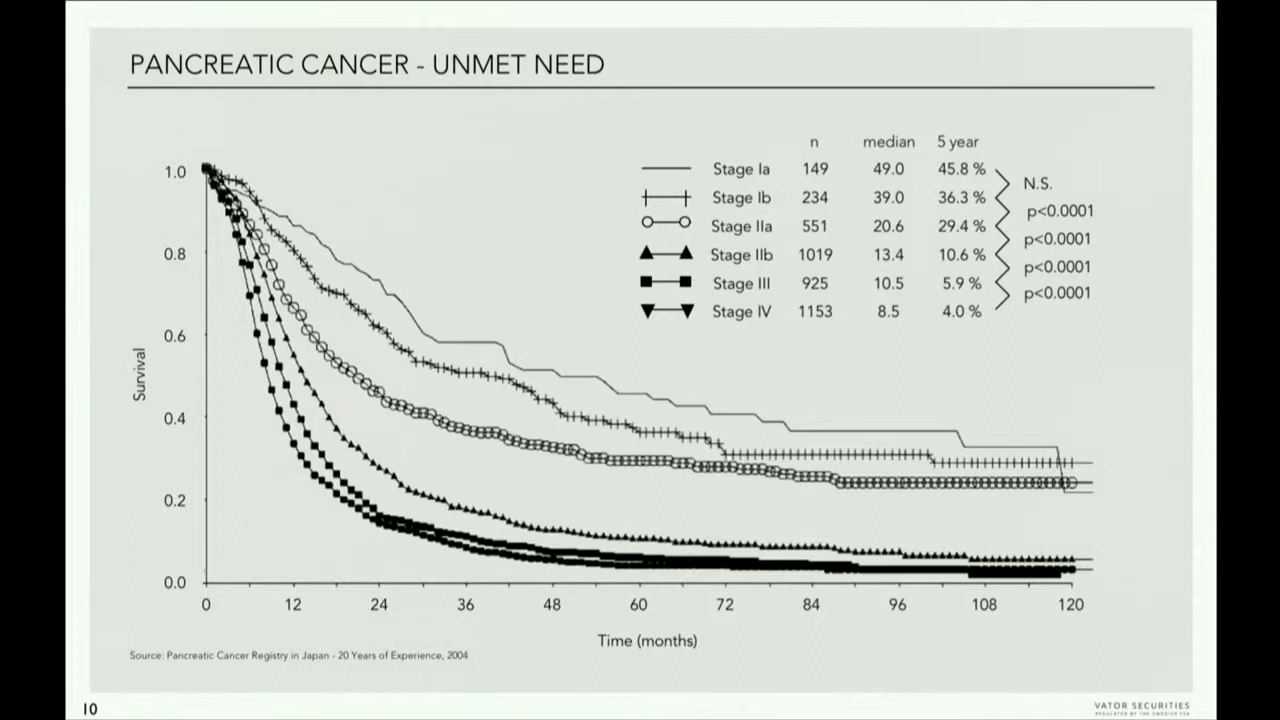 PANCREATIC CANCER - UNMET NEED
n median 5 year
Stage Ia 149 49.0 45.8 %
N.S.
Stage Ib 234 39.0 36.3 %
p<0.0001
Stage IIa 551 20.6 29.4 %
p<0.0001
Stage IIb 1019 13.4 10.6 %
p<0.0001
Stage III 925 10.5 5.9 %
p<0.0001
Stage IV 1153 8.5 4.0 %
1.0
0.8
0.6
0.4
0.2
0.0
Survival
0 12 24 36 48 60 72 84 96 108 120
Time (months)
Source: Pancreatic Cancer Registry in Japan - 20 Years of Experience, 2004
10
VATOR SECURITIES
REGULATED BY THE SWEDISH FSA